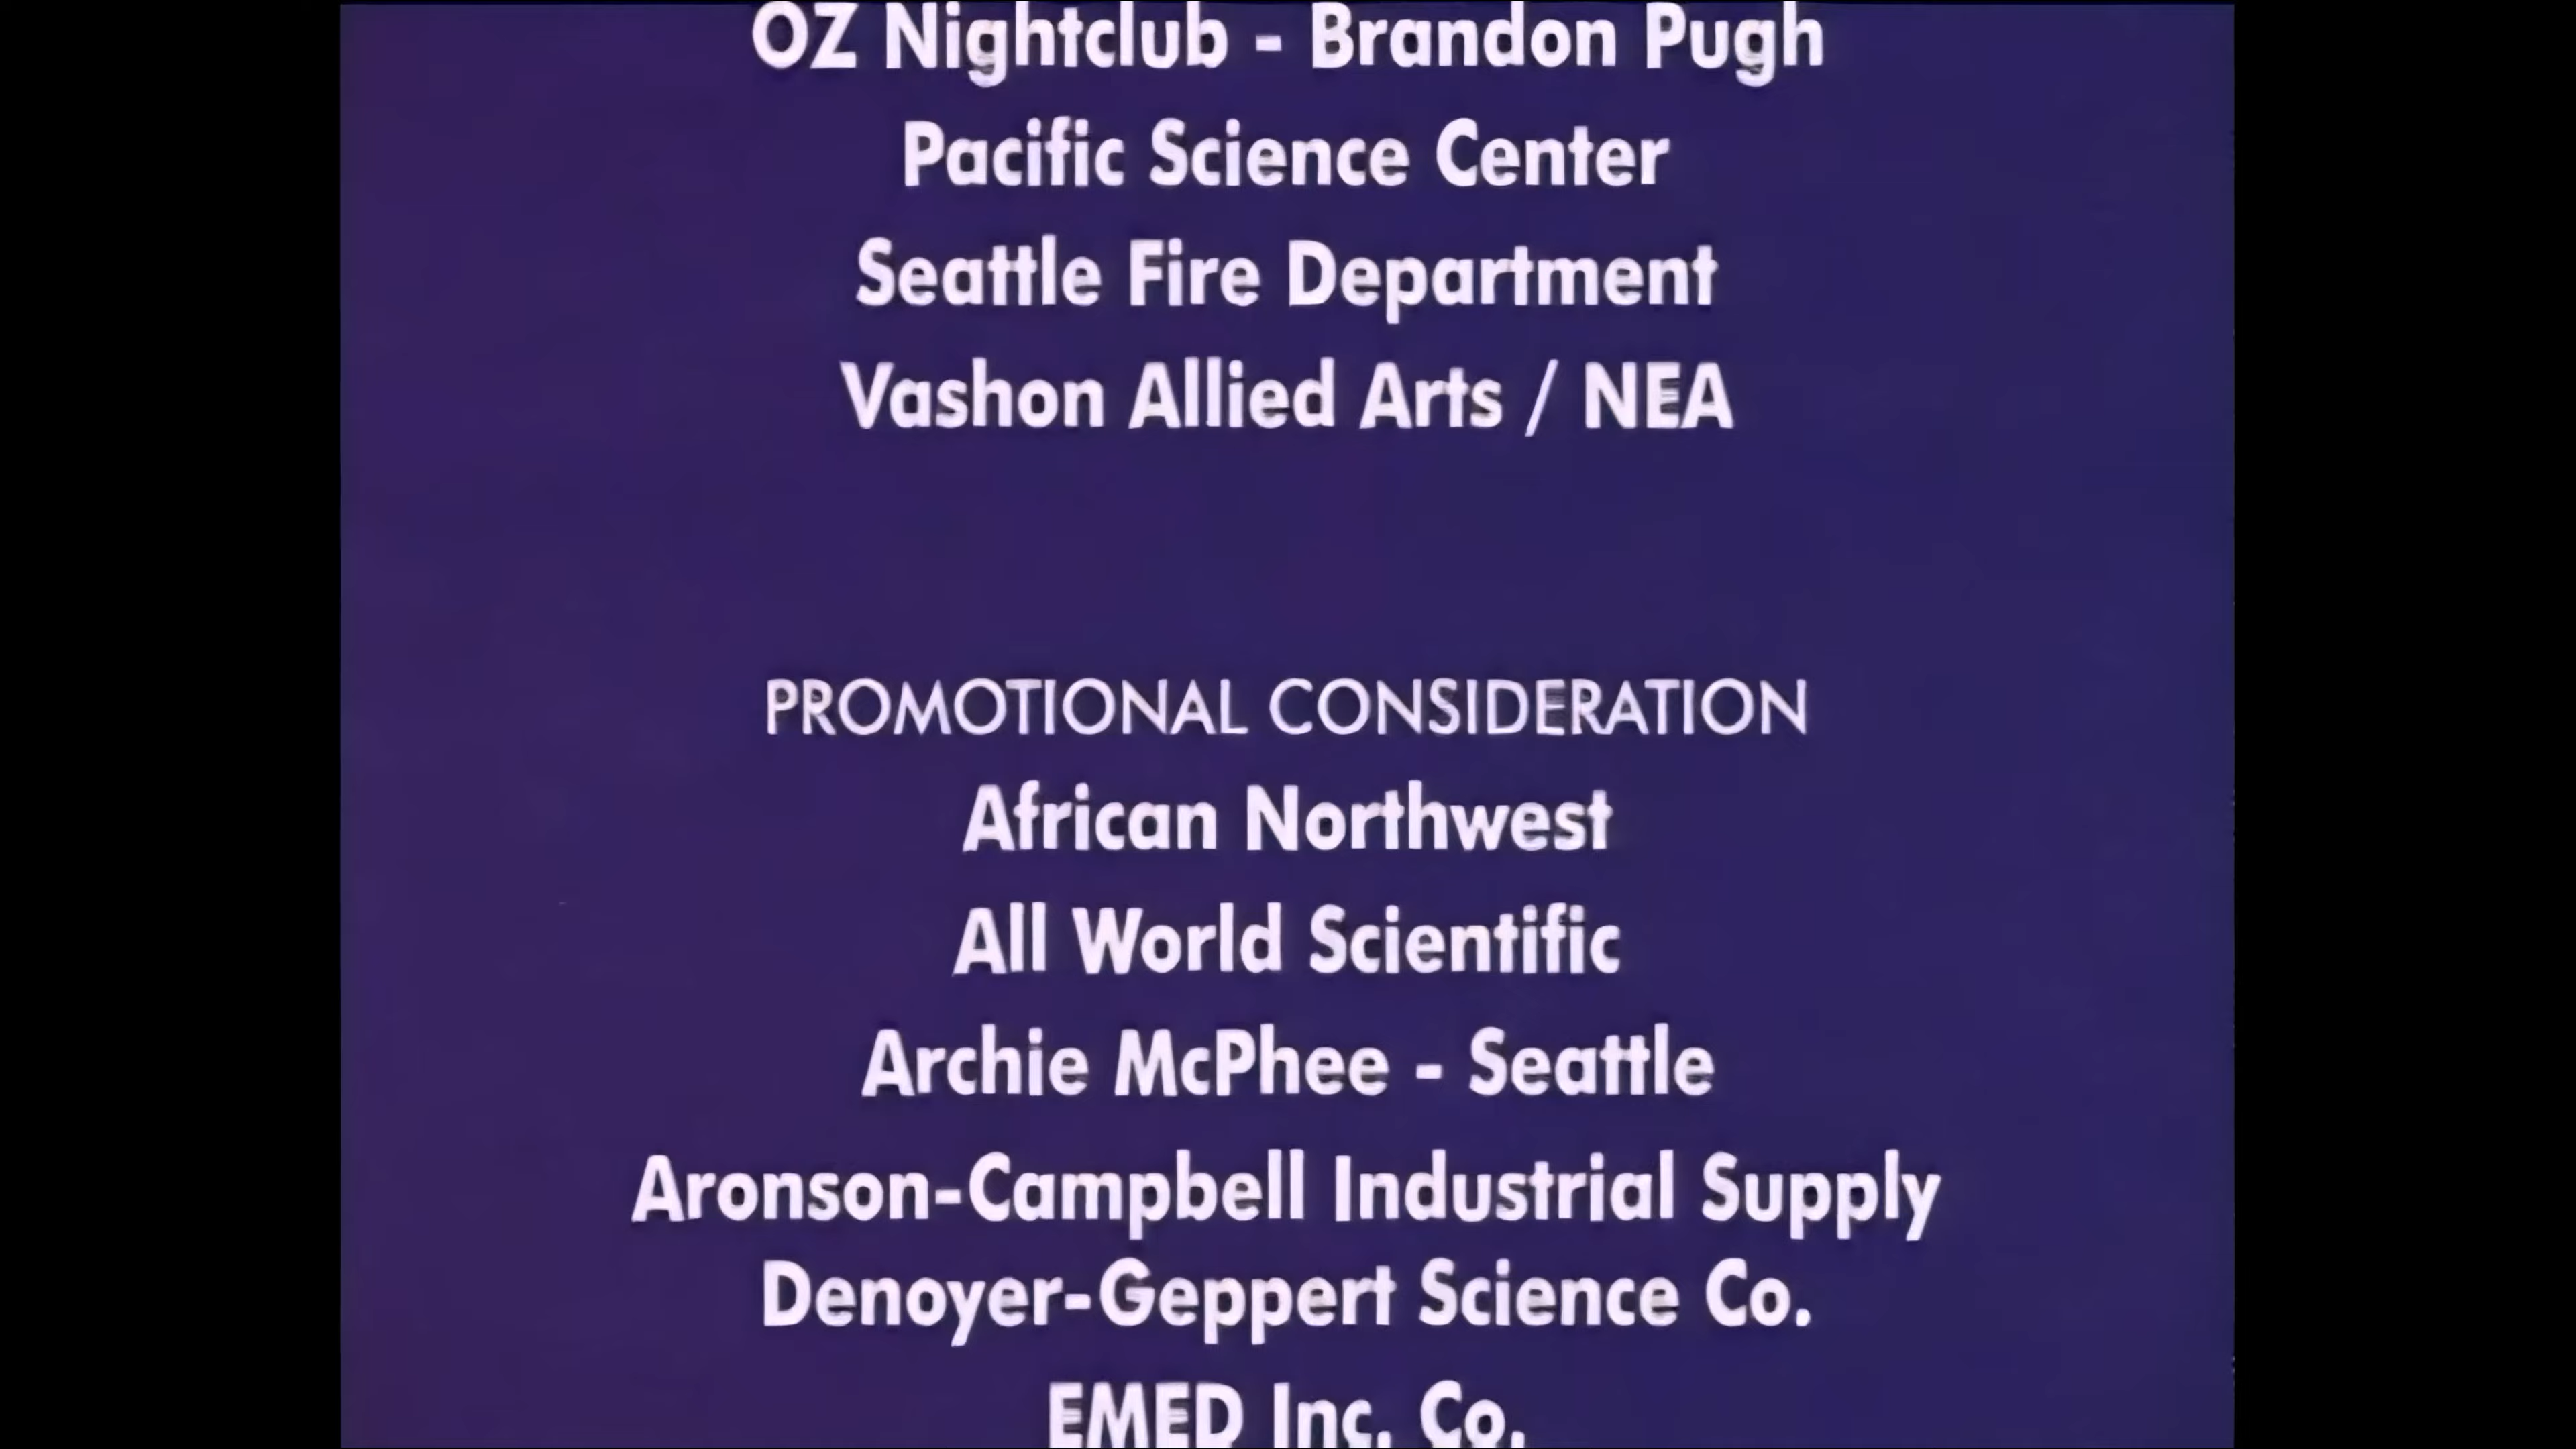 OZ Nightclub - Brandon Pugh
Pacific Science Center
Seattle Fire Department
Vashon Allied Arts / NEA
PROMOTIONAL CONSIDERATION
African Northwest
All World Scientific
Archie McPhee - Seattle
Aronson-Campbell Industrial Supply
Denoyer-Geppert Science Co.
EMED Inc. Co.